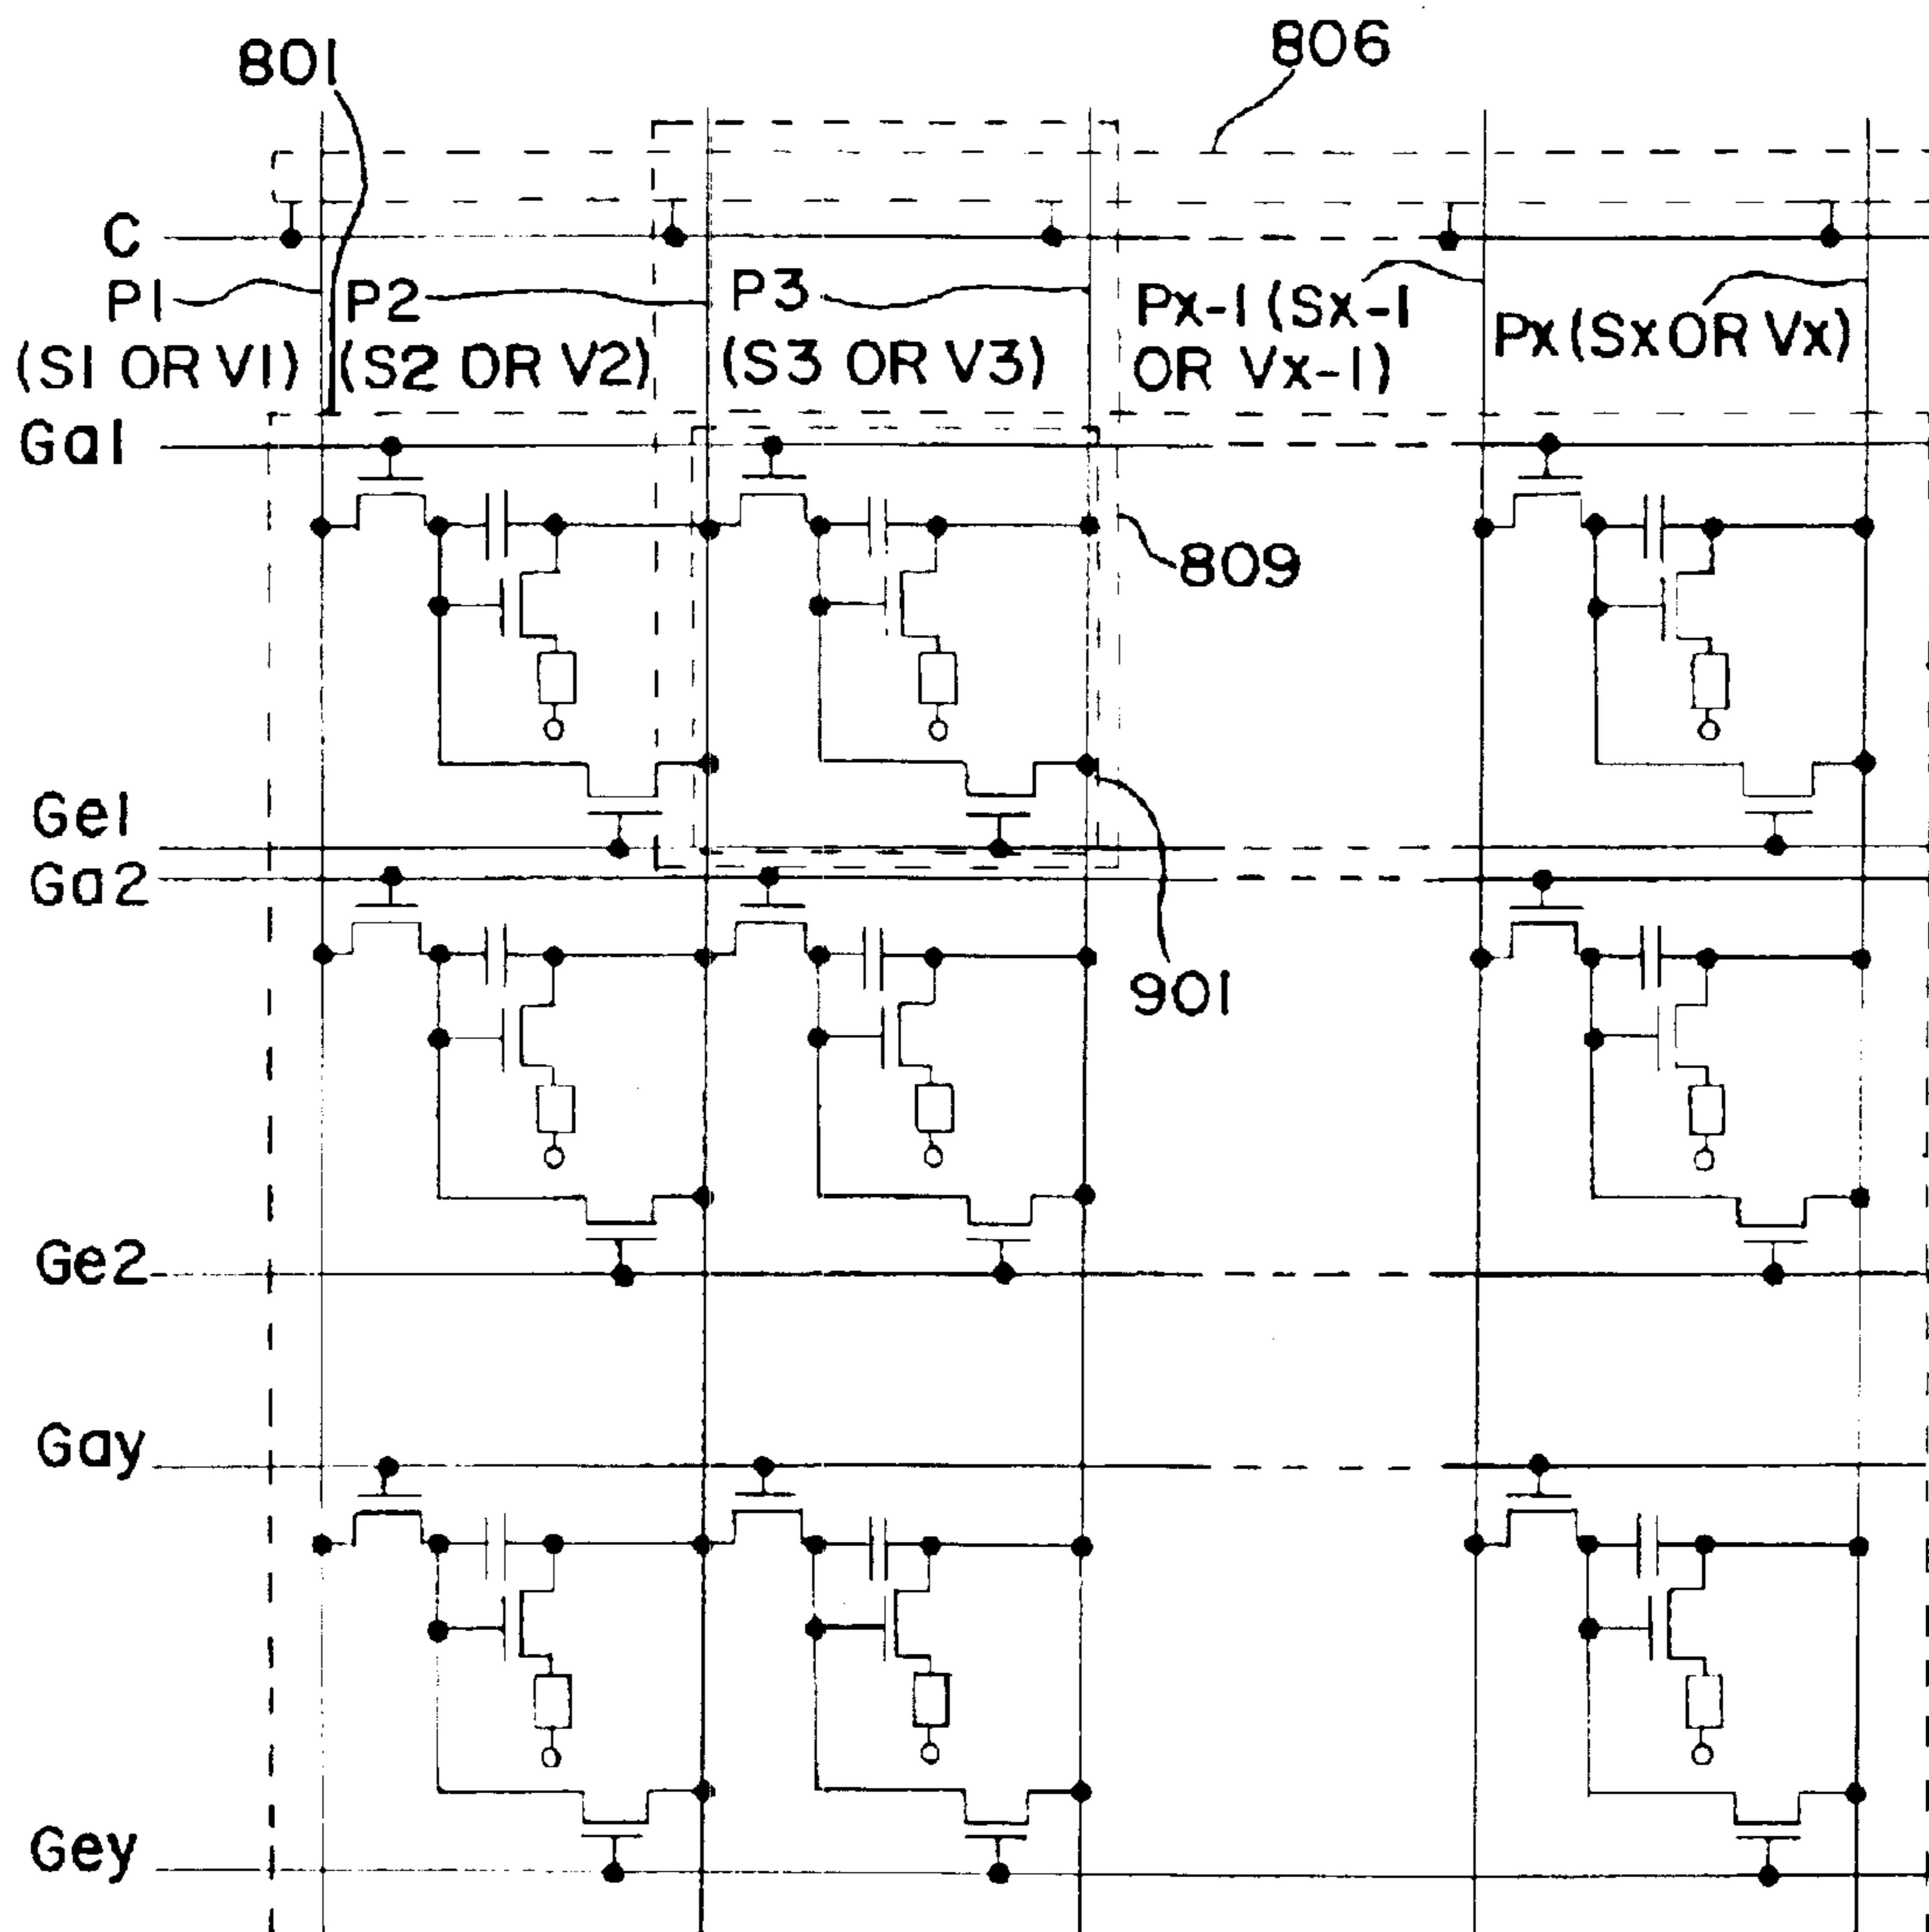 801
806
C
P1
P2
P3
Px-1 (Sx-1
OR Vx-1)
Px (Sx OR Vx)
(S1 OR V1)
(S2 OR V2)
(S3 OR V3)
Ga1
809
Ge1
Ga2
901
Ge2
Gay
Gey